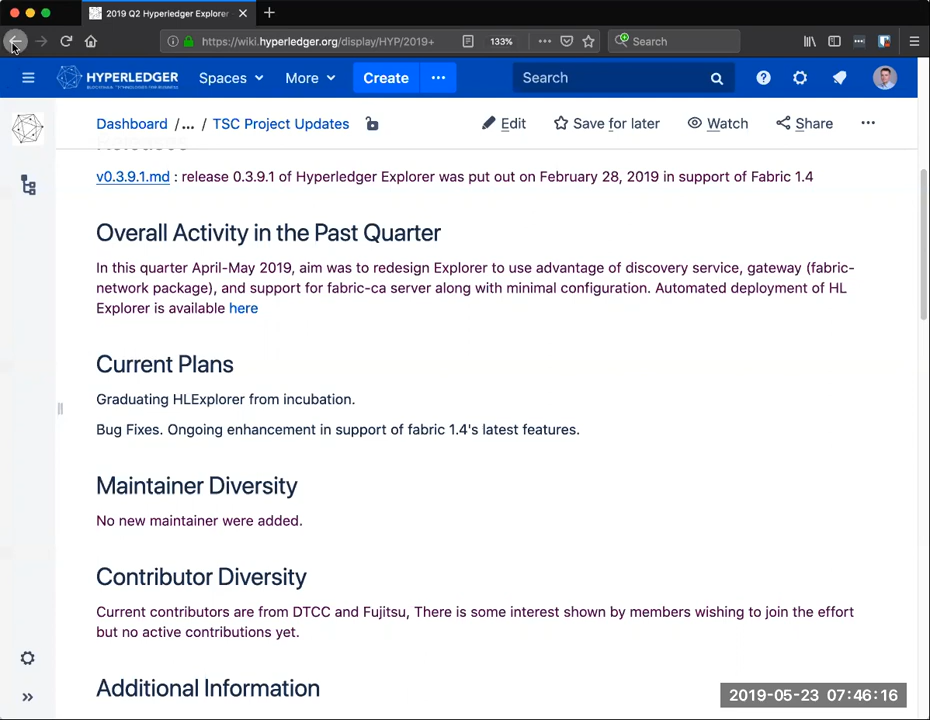 2019 Q2 Hyperledger Explorer
https://wiki.hyperledger.org/display/HYP/2019+
133%
Search
HYPERLEDGER
BLOCKCHAIN TECHNOLOGIES FOR BUSINESS
Spaces
More
Create
Search
Dashboard /... / TSC Project Updates
Edit
Save for later
Watch
Share
Releases
v0.3.9.1.md : release 0.3.9.1 of Hyperledger Explorer was put out on February 28, 2019 in support of Fabric 1.4
Overall Activity in the Past Quarter
In this quarter April-May 2019, aim was to redesign Explorer to use advantage of discovery service, gateway (fabric-
network package), and support for fabric-ca server along with minimal configuration. Automated deployment of HL
Explorer is available here
Current Plans
Graduating HLExplorer from incubation.
Bug Fixes. Ongoing enhancement in support of fabric 1.4's latest features.
Maintainer Diversity
No new maintainer were added.
Contributor Diversity
Current contributors are from DTCC and Fujitsu, There is some interest shown by members wishing to join the effort
but no active contributions yet.
Additional Information
2019-05-23 07:46:16